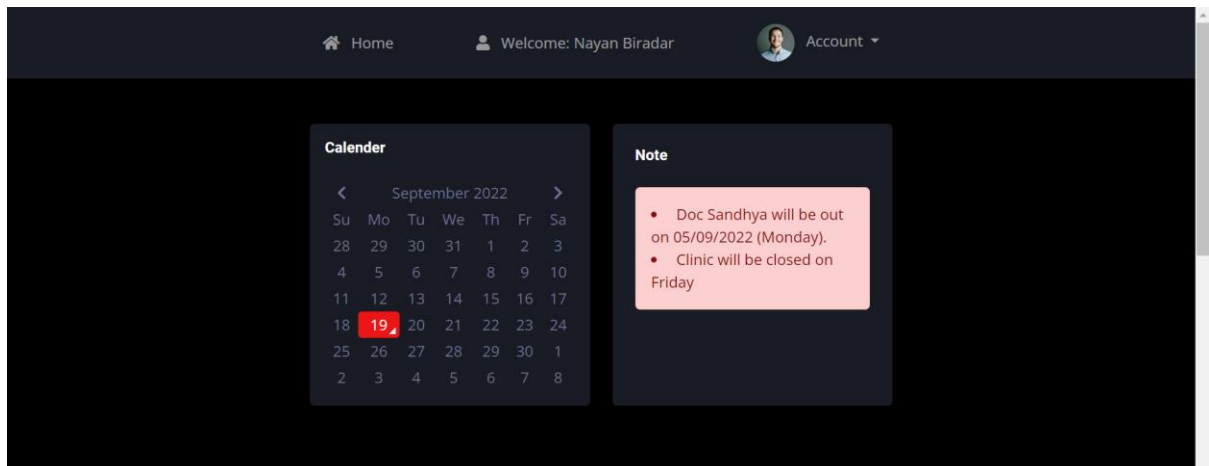 Home Welcome: Nayan Biradar Account
Calender
September 2022
Su Mo Tu We Th Fr Sa
28 29 30 31 1 2 3
4 5 6 7 8 9 10
11 12 13 14 15 16 17
18 19 20 21 22 23 24
25 26 27 28 29 30 1
2 3 4 5 6 7 8
Note
• Doc Sandhya will be out
on 05/09/2022 (Monday).
• Clinic will be closed on
Friday